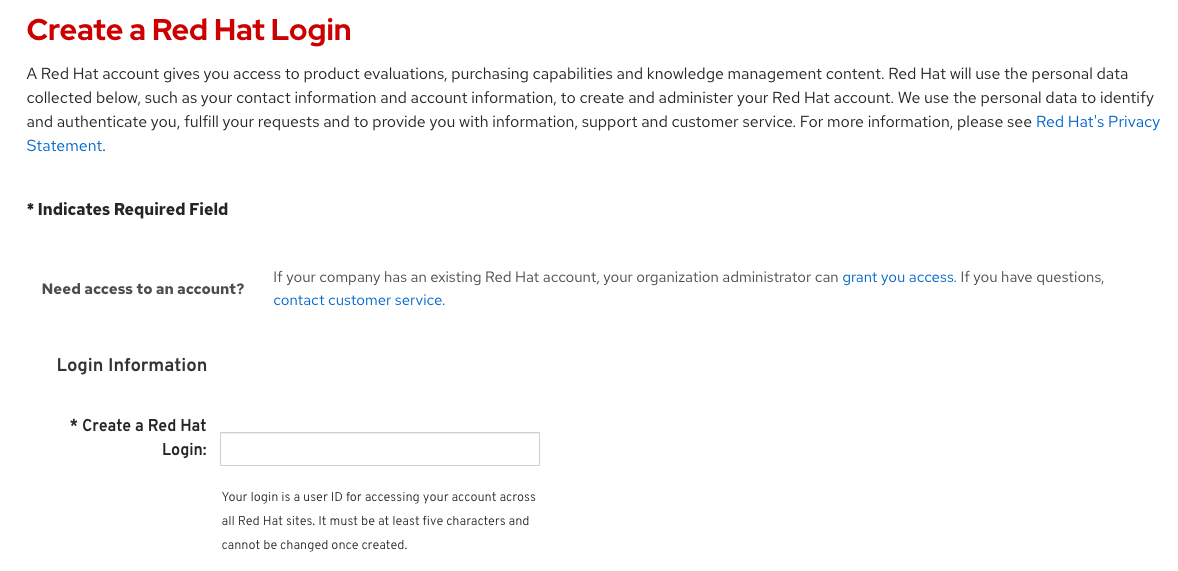 Create a Red Hat Login
A Red Hat account gives you access to product evaluations, purchasing capabilities and knowledge management content. Red Hat will use the personal data
collected below, such as your contact information and account information, to create and administer your Red Hat account. We use the personal data to identify
and authenticate you, fulfill your requests and to provide you with information, support and customer service. For more information, please see Red Hat's Privacy
Statement.
* Indicates Required Field
Need access to an account?
If your company has an existing Red Hat account, your organization administrator can grant you access. If you have questions,
contact customer service.
Login Information
* Create a Red Hat
Login:
Your login is a user ID for accessing your account across
all Red Hat sites. It must be at least five characters and
cannot be changed once created.